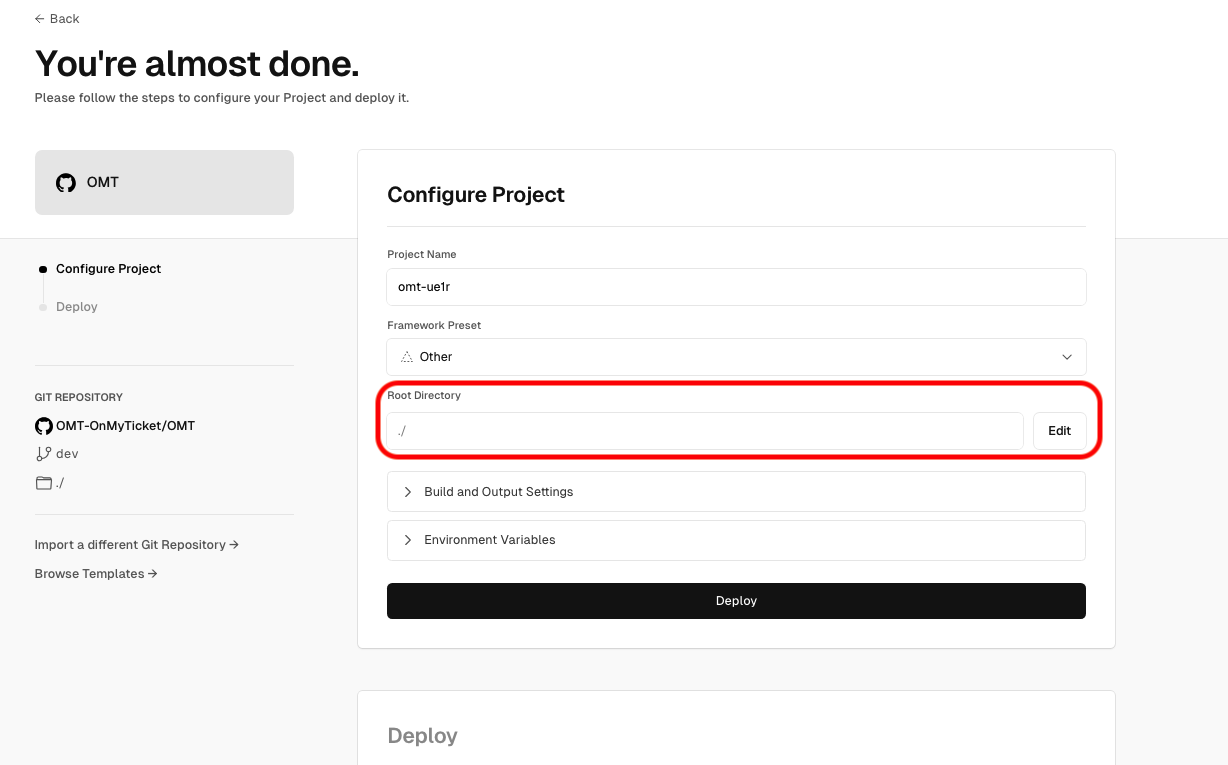 ← Back
You're almost done.
Please follow the steps to configure your Project and deploy it.
OMT
Configure Project
Deploy
GIT REPOSITORY
OMT-OnMyTicket/OMT
dev
./
Import a different Git Repository →
Browse Templates →
Configure Project
Project Name
omt-ue1r
Framework Preset
Other
Root Directory
./
Edit
Build and Output Settings
Environment Variables
Deploy
Deploy